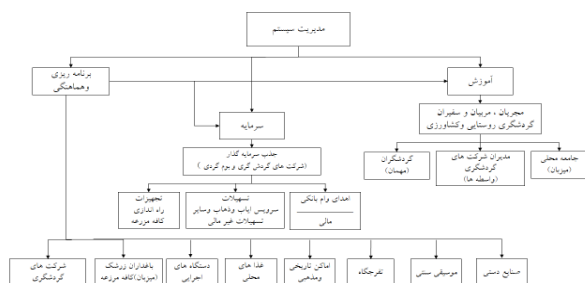 مدیریت سیستم
آموزش
برنامه ریزی
وهماهنگی
سرمایه
مجریان ، مربیان و سفیران
گردشگری روستایی وکشاورزی
جذب سرمایه گذار
(شرکت های گردش گری و بوم گردی )
جامعه محلی
(میزبان)
مدیران شرکت های
گردشگری
(واسطه ها)
گردشگران
(مهمان)
اهدای وام بانکی
مالی
تسهیلات
سرویس ایاب وذهاب وسایر
تسهیلات غیر مالی
تجهیزات
راه اندازی
کافه مزرعه
صنایع دستی
موسیقی سنتی
تفرجگاه
اماکن تاریخی
ومذهبی
غذا های
محلی
دستگاه های
اجرایی
باغداران زرشک
(میزبان)کافه مزرعه
شرکت های
گردشگری